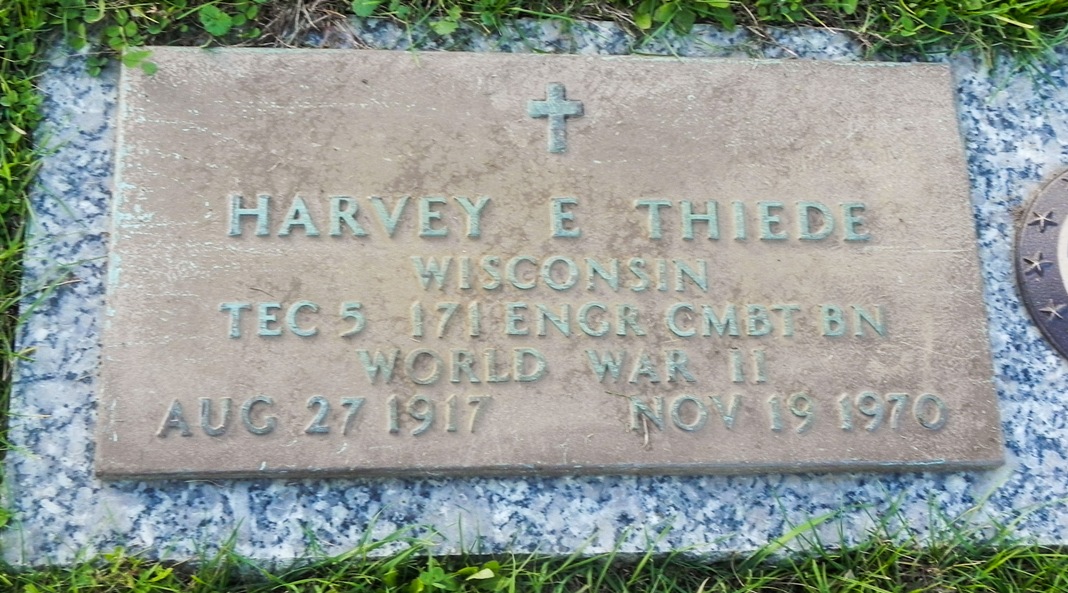 HARVEY E THIEDE
WISCONSIN
TEC 5 171 ENGR CMBT BN
WORLD WAR II
AUG 27 1917 NOV 19 1970